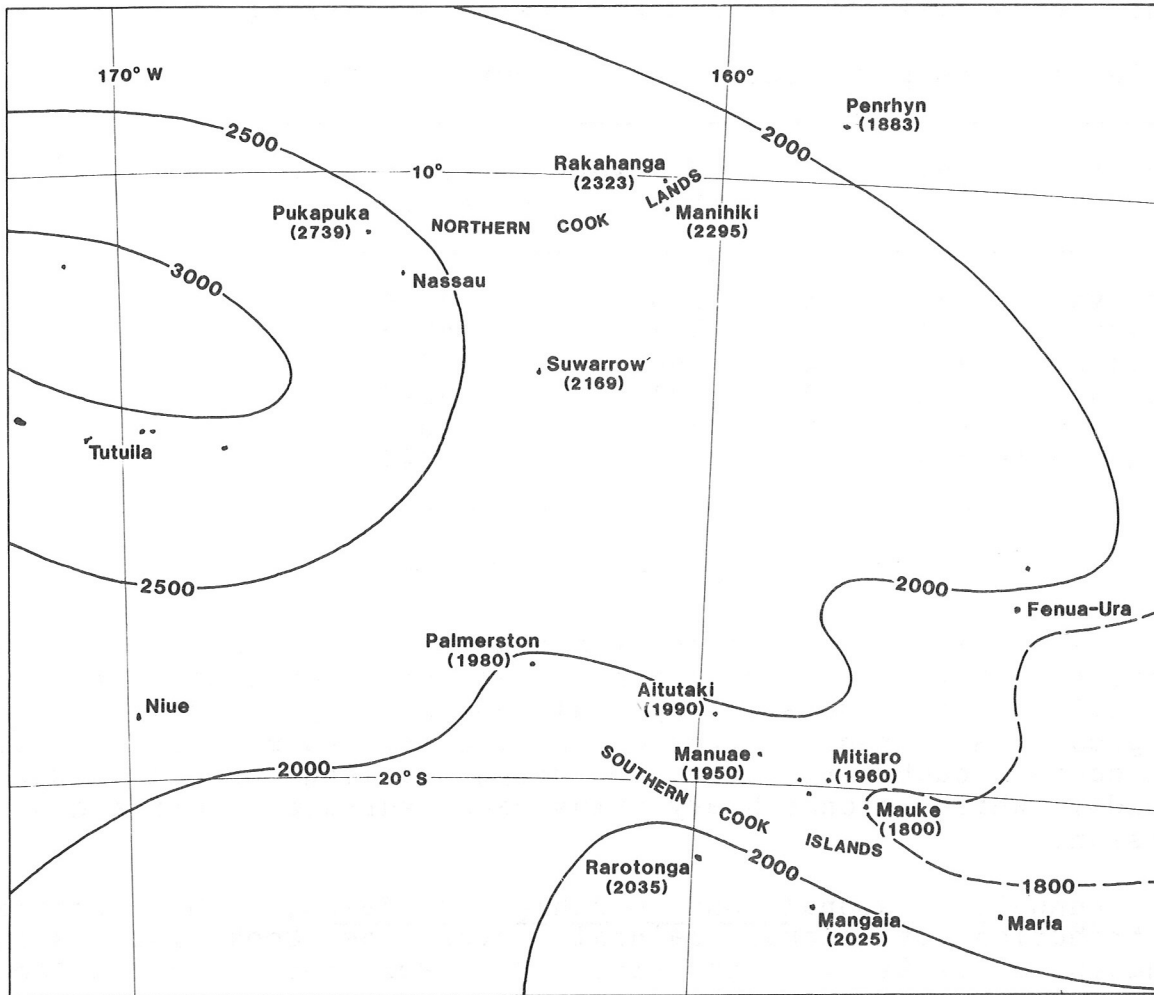 170° W
160°
Penrhyn
(1883)
2500
2000
10°
Rakahanga
(2323)
LANDS
Pukapuka
(2739)
NORTHERN COOK
Manihiki
(2295)
3000
Nassau
Suwarrow
(2169)
Tutuila
2500
2000
Fenua-Ura
Palmerston
(1980)
Aitutaki
(1990)
Niue
Manuae
(1950)
Mitiaro
(1960)
2000
20° S
SOUTHERN COOK ISLANDS
Mauke
(1800)
Rarotonga
(2035)
2000
1800
Mangaia
(2025)
Maria